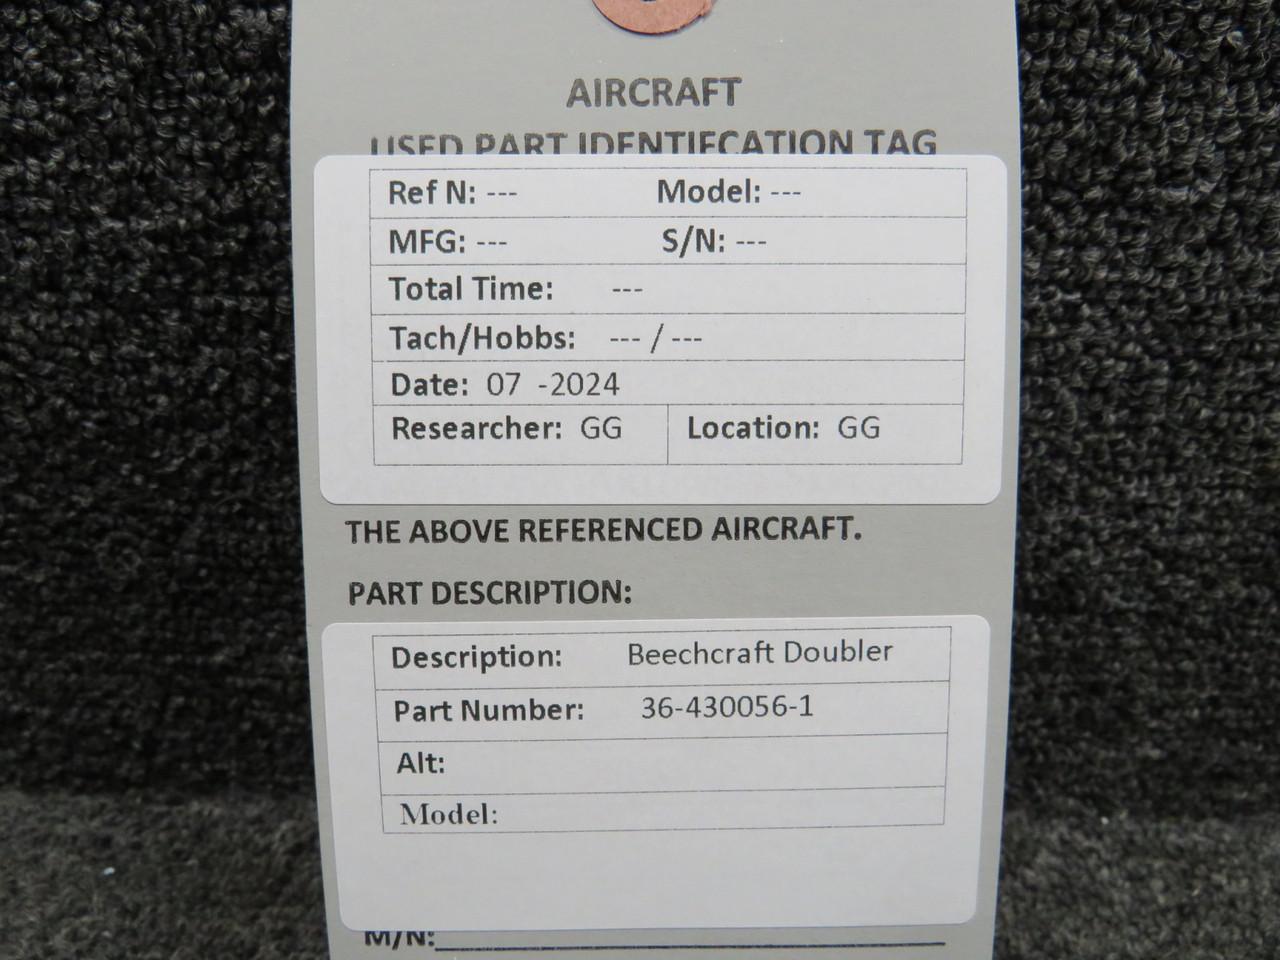 AIRCRAFT
USED PART IDENTIFCATION TAG
Ref N: --- Model: ---
MFG: --- S/N: ---
Total Time: ---
Tach/Hobbs: --- / ---
Date: 07 -2024
Researcher: GG Location: GG
THE ABOVE REFERENCED AIRCRAFT.
PART DESCRIPTION:
Description: Beechcraft Doubler
Part Number: 36-430056-1
Alt:
Model:
M/N: